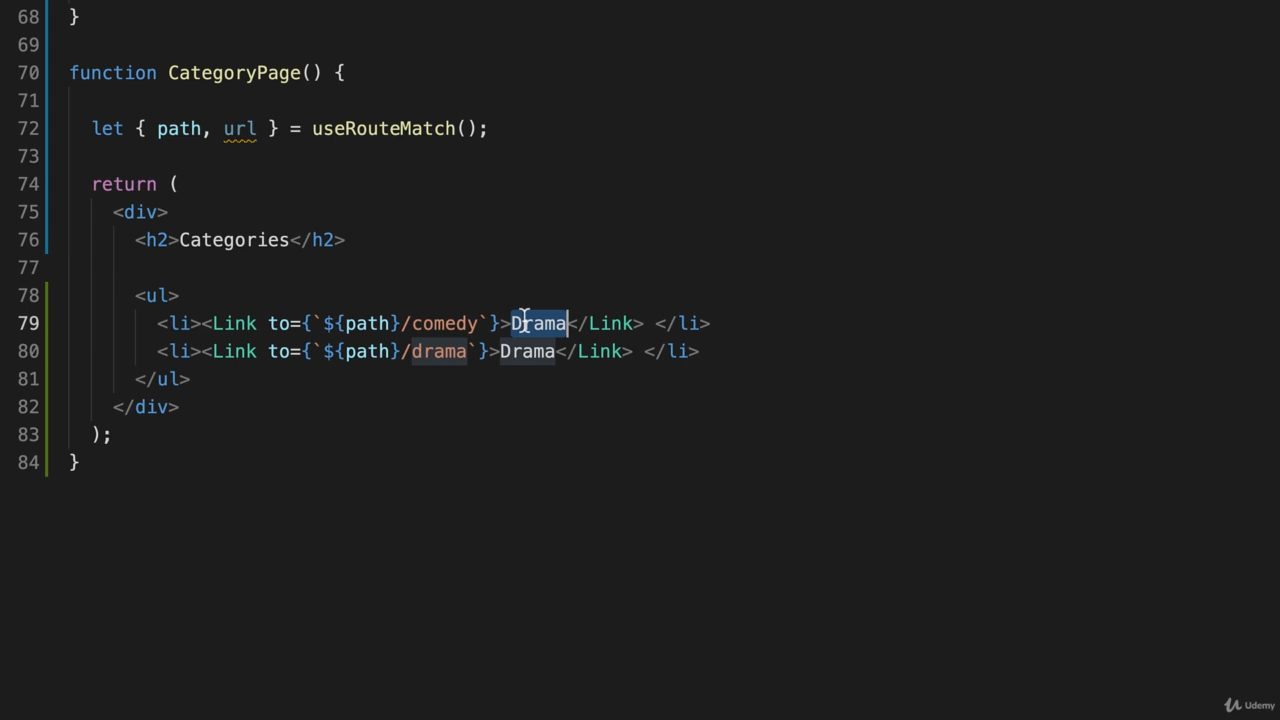 68 }
69
70 function CategoryPage() {
71
72 let { path, url } = useRouteMatch();
73
74 return (
75 <div>
76 <h2>Categories</h2>
77
78 <ul>
79 <li><Link to={`${path}/comedy`}>Drama</Link> </li>
80 <li><Link to={`${path}/drama`}>Drama</Link> </li>
81 </ul>
82 </div>
83 );
84 }
Udemy